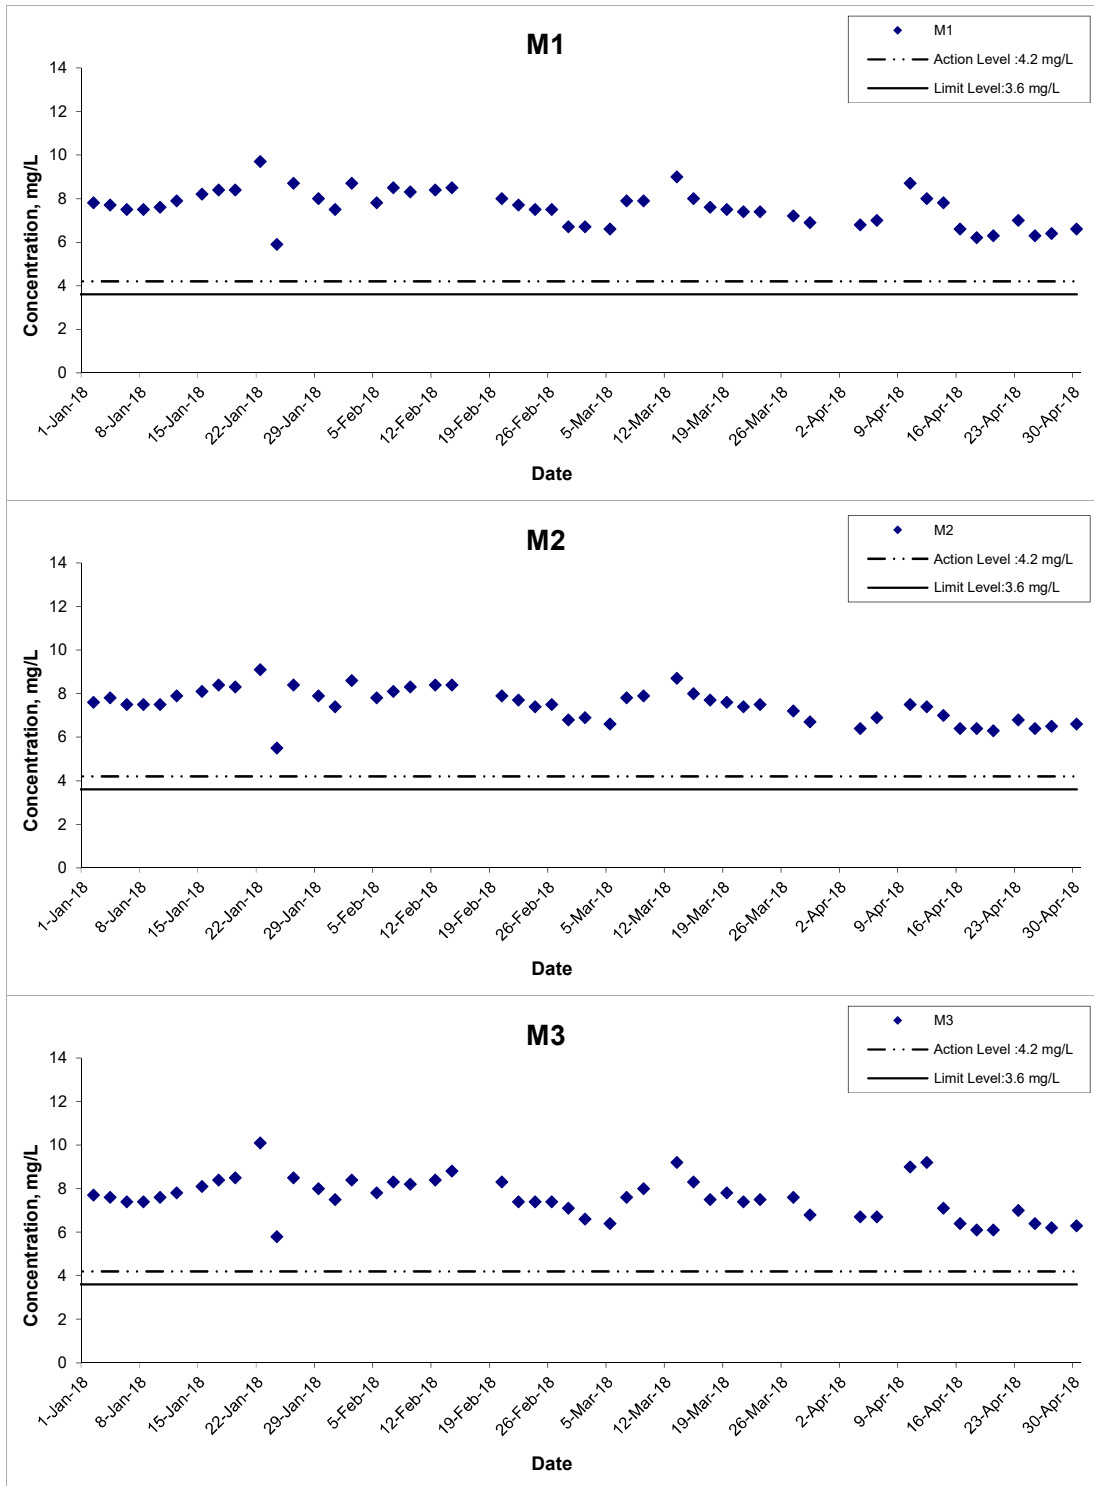 M1
M1
Action Level :4.2 mg/L
Limit Level:3.6 mg/L
Concentration, mg/L
14
12
10
8
6
4
2
0
1-Jan-18
8-Jan-18
15-Jan-18
22-Jan-18
29-Jan-18
5-Feb-18
12-Feb-18
19-Feb-18
26-Feb-18
5-Mar-18
12-Mar-18
19-Mar-18
26-Mar-18
2-Apr-18
9-Apr-18
16-Apr-18
23-Apr-18
30-Apr-18
Date
M2
M2
Action Level :4.2 mg/L
Limit Level:3.6 mg/L
Concentration, mg/L
14
12
10
8
6
4
2
0
1-Jan-18
8-Jan-18
15-Jan-18
22-Jan-18
29-Jan-18
5-Feb-18
12-Feb-18
19-Feb-18
26-Feb-18
5-Mar-18
12-Mar-18
19-Mar-18
26-Mar-18
2-Apr-18
9-Apr-18
16-Apr-18
23-Apr-18
30-Apr-18
Date
M3
M3
Action Level :4.2 mg/L
Limit Level:3.6 mg/L
Concentration, mg/L
14
12
10
8
6
4
2
0
1-Jan-18
8-Jan-18
15-Jan-18
22-Jan-18
29-Jan-18
5-Feb-18
12-Feb-18
19-Feb-18
26-Feb-18
5-Mar-18
12-Mar-18
19-Mar-18
26-Mar-18
2-Apr-18
9-Apr-18
16-Apr-18
23-Apr-18
30-Apr-18
Date